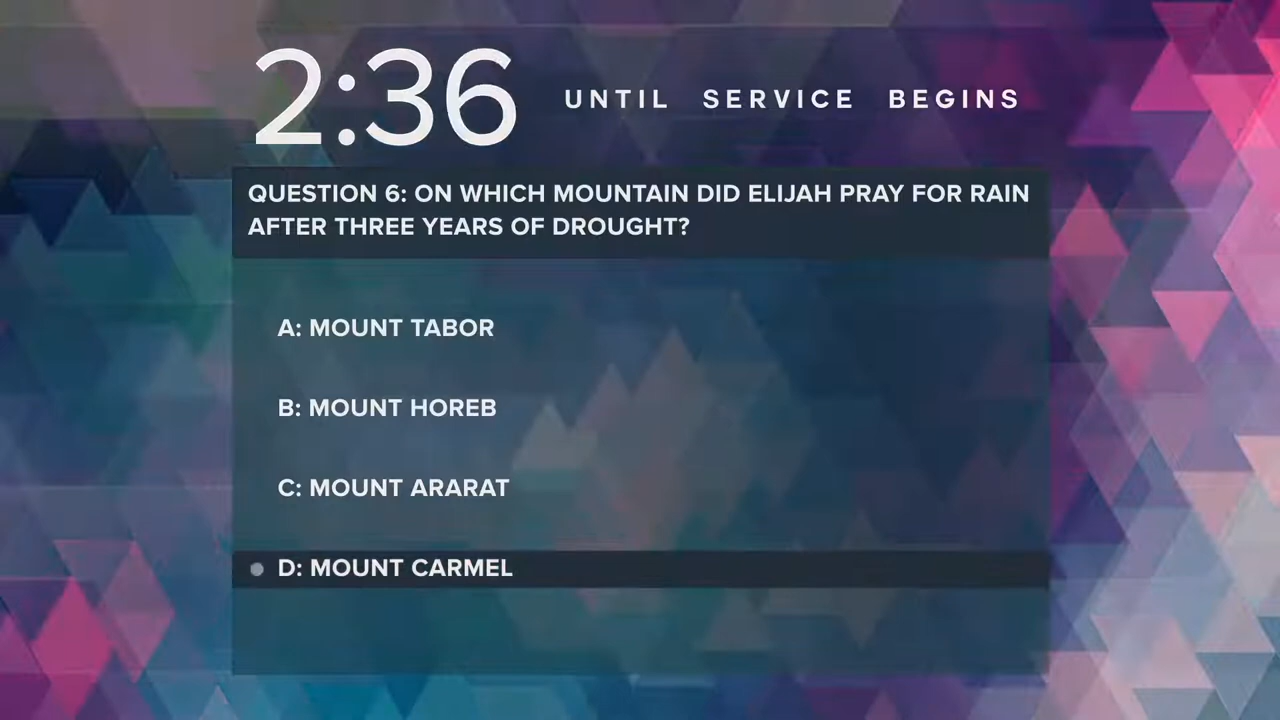 2:36 UNTIL SERVICE BEGINS
QUESTION 6: ON WHICH MOUNTAIN DID ELIJAH PRAY FOR RAIN
AFTER THREE YEARS OF DROUGHT?
A: MOUNT TABOR
B: MOUNT HOREB
C: MOUNT ARARAT
D: MOUNT CARMEL